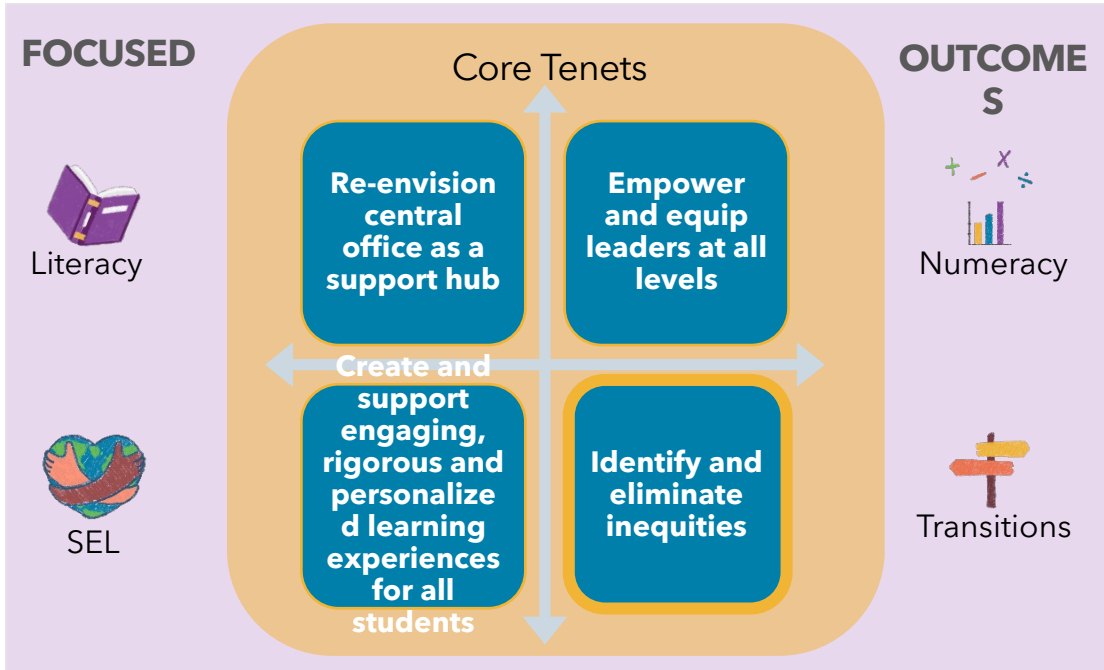 FOCUSED
OUTCOME
S
Core Tenets
Re-envision
central
office as a
support hub
Empower
and equip
leaders at all
levels
Literacy
Numeracy
Create and
support
engaging,
rigorous and
personalize
d learning
experiences
for all
students
Identify and
eliminate
inequities
SEL
Transitions